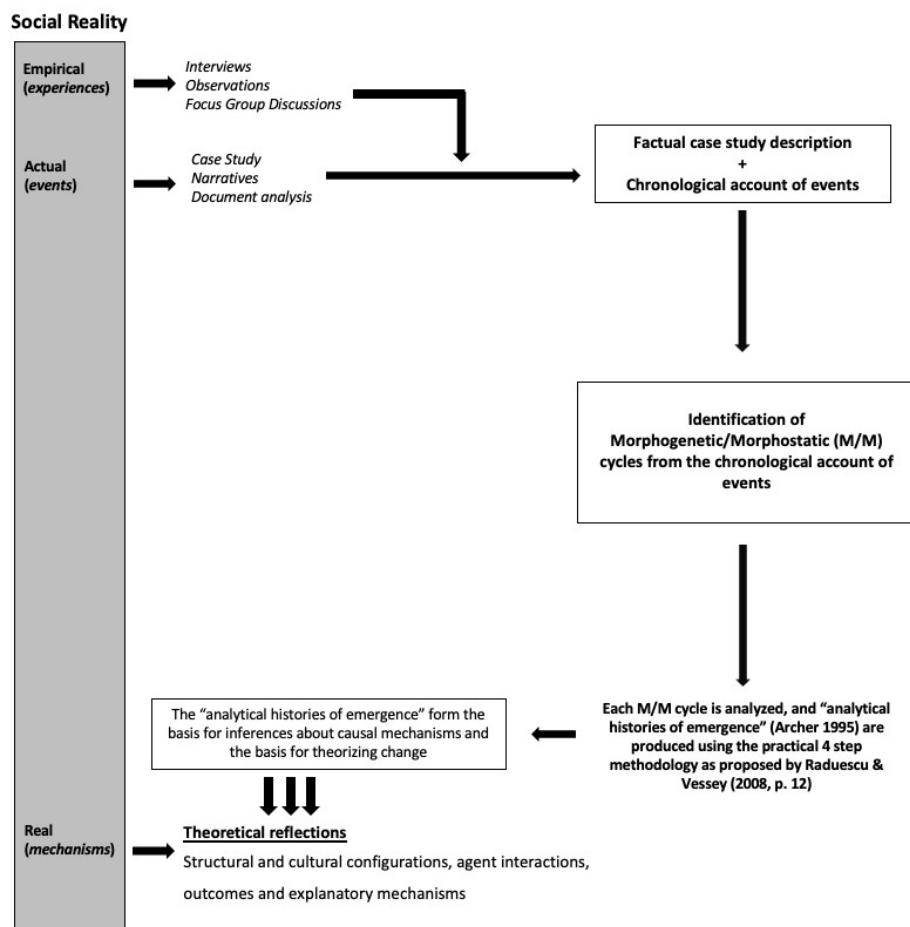 Social Reality
Empirical
(experiences)
Interviews
Observations
Focus Group Discussions
Actual
(events)
Case Study
Narratives
Document analysis
Factual case study description
+
Chronological account of events
Identification of
Morphogenetic/Morphostatic (M/M)
cycles from the chronological account of
events
Each M/M cycle is analyzed, and “analytical
histories of emergence” (Archer 1995) are
produced using the practical 4 step
methodology as proposed by Raduescu &
Vessey (2008, p. 12)
The “analytical histories of emergence” form the
basis for inferences about causal mechanisms and
the basis for theorizing change
Real
(mechanisms)
Theoretical reflections
Structural and cultural configurations, agent interactions,
outcomes and explanatory mechanisms